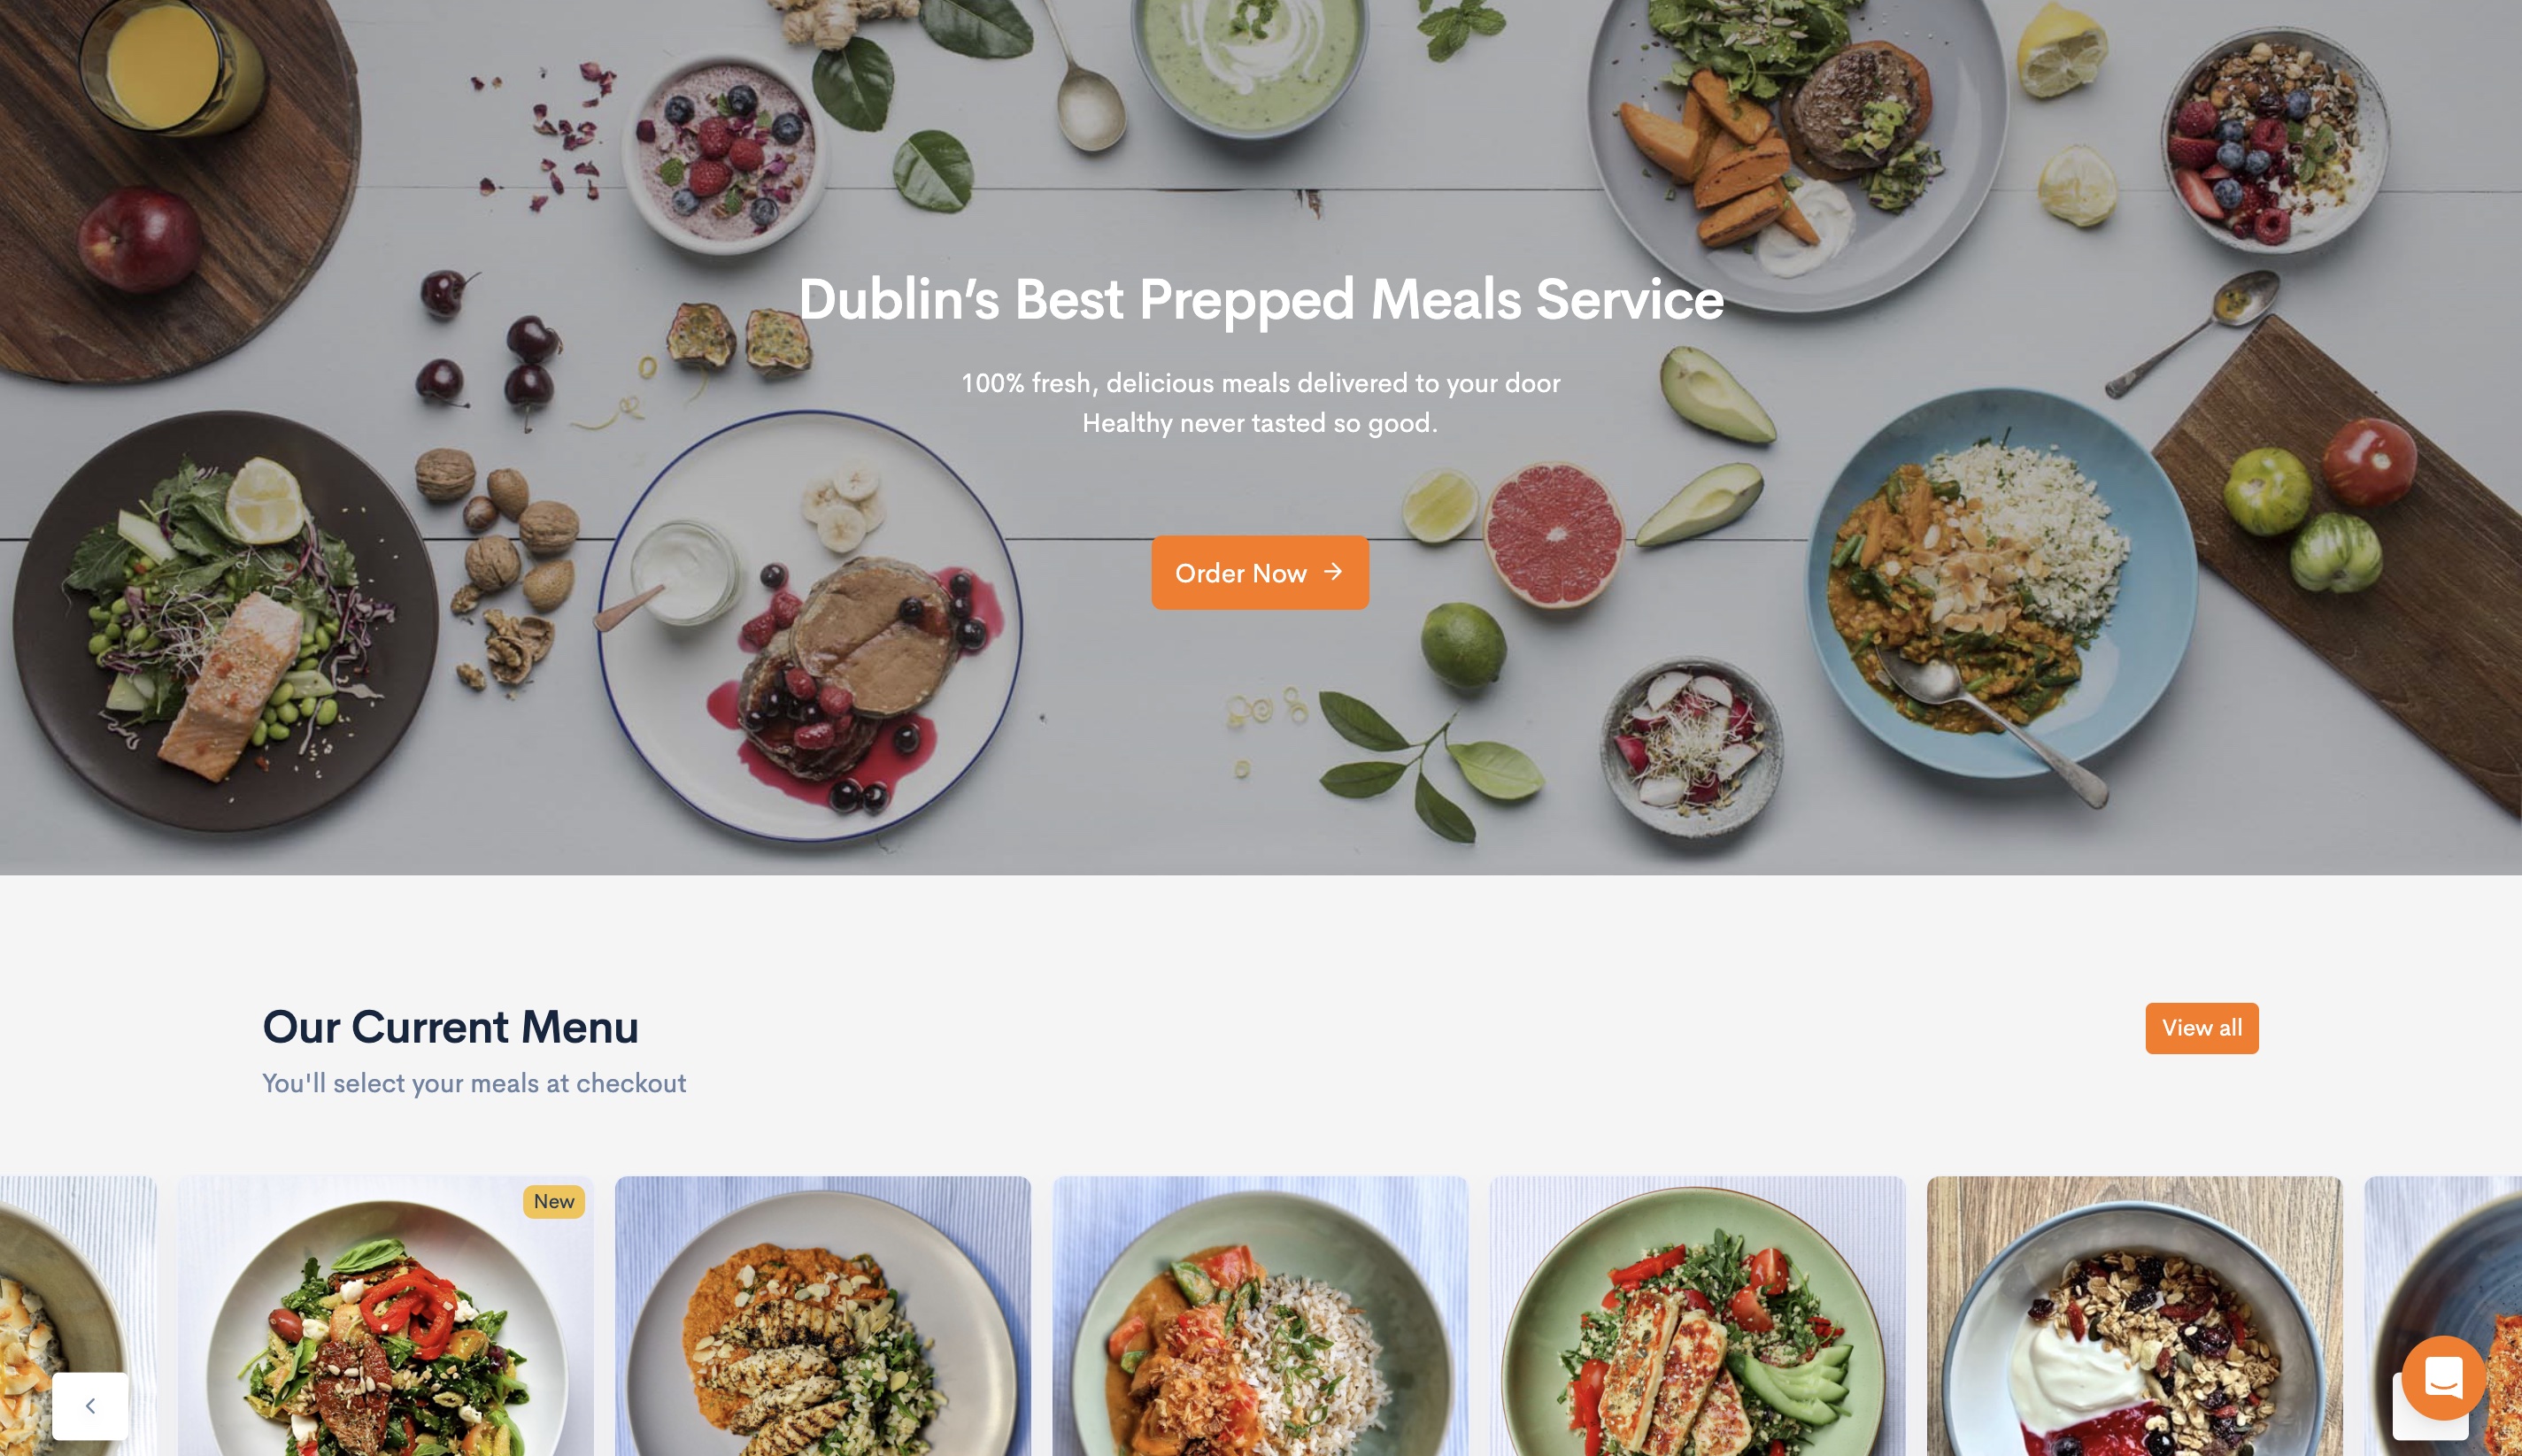 Dublin’s Best Prepped Meals Service
100% fresh, delicious meals delivered to your door
Healthy never tasted so good.
Order Now
Our Current Menu
View all
You'll select your meals at checkout
New